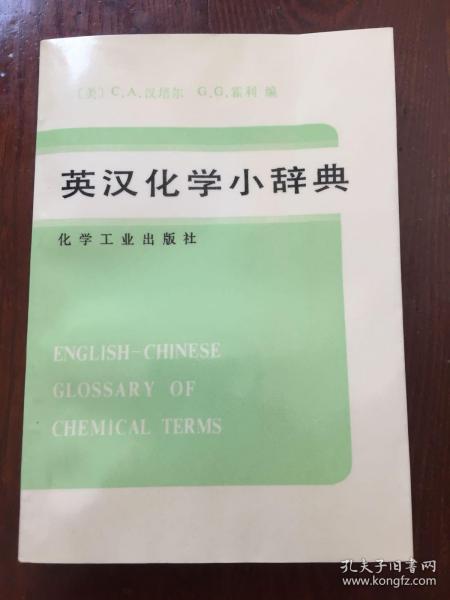 〔美〕C.A.汉培尔 G.G.霍利 编
英汉化学小辞典
化学工业出版社
ENGLISH-CHINESE
GLOSSARY OF
CHEMICAL TERMS
孔夫子旧书网
www.kongfz.com